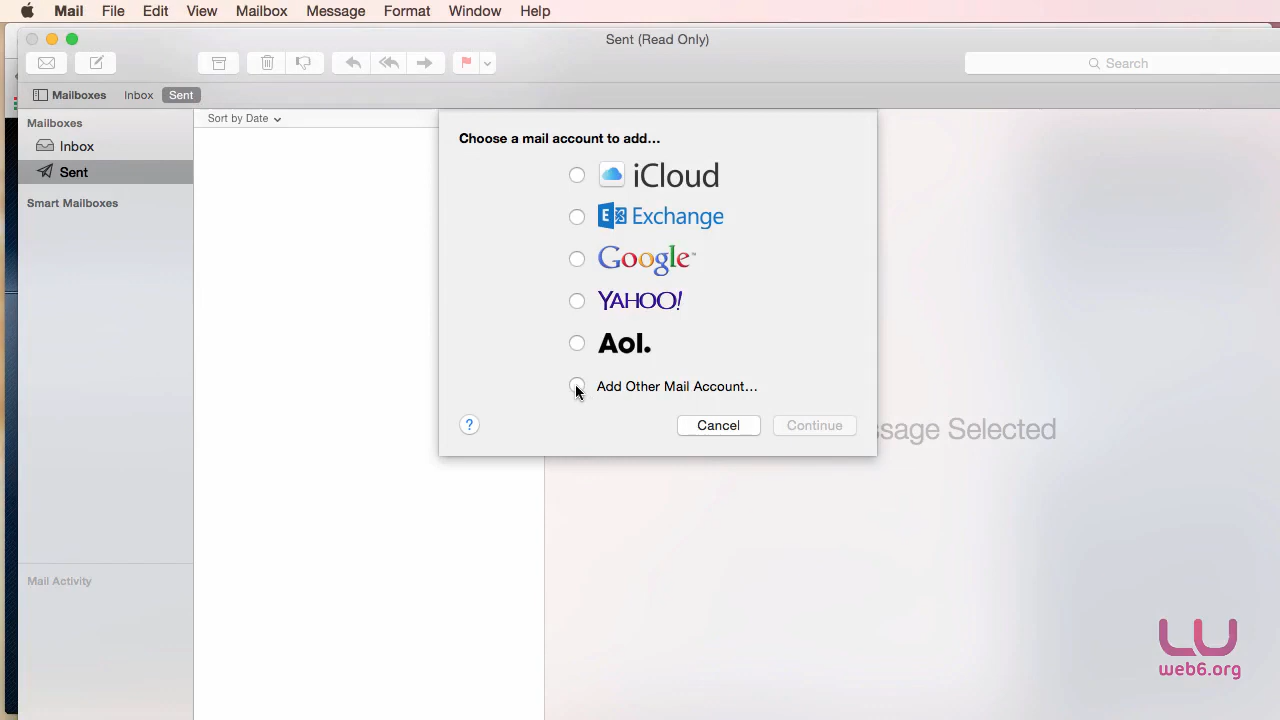 Mail File Edit View Mailbox Message Format Window Help
Sent (Read Only)
Search
Mailboxes Inbox Sent
Mailboxes
Inbox
Sent
Smart Mailboxes
Mail Activity
Sort by Date
Choose a mail account to add...
iCloud
E Exchange
Google™
YAHOO!
Aol.
Add Other Mail Account...
? Cancel Continue
ssage Selected
web6.org